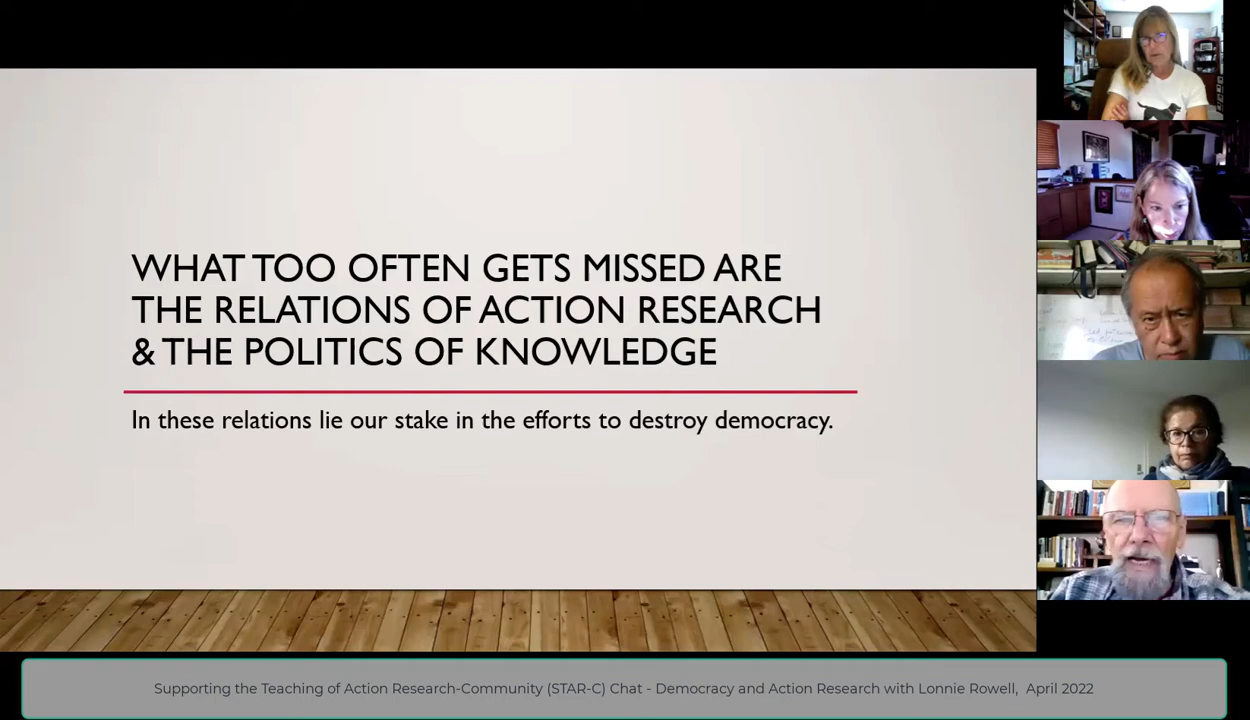 WHAT TOO OFTEN GETS MISSED ARE
THE RELATIONS OF ACTION RESEARCH
& THE POLITICS OF KNOWLEDGE
In these relations lie our stake in the efforts to destroy democracy.
Supporting the Teaching of Action Research-Community (STAR-C) Chat - Democracy and Action Research with Lonnie Rowell, April 2022